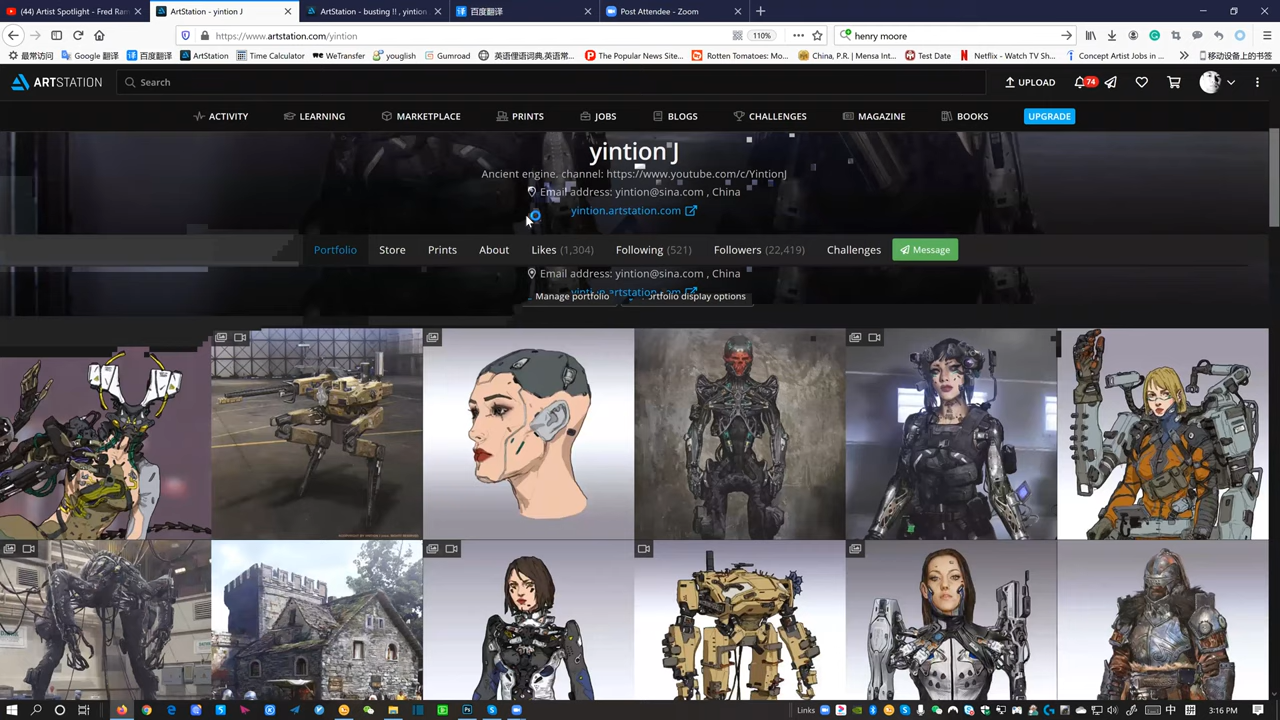 (44) Artist Spotlight - Fred Ram
ArtStation - yintion J
ArtStation - busting !! , yintion
百度翻译
Post Attendee - Zoom
https://www.artstation.com/yintion
110%
henry moore
最常访问
Google 翻译
百度翻译
ArtStation
Time Calculator
WeTransfer
youglish
Gumroad
英语俚语词典,英语常...
The Popular News Site...
Rotten Tomatoes: Mo...
China, P.R. | Mensa Int...
Test Date
Netflix - Watch TV Sh...
Concept Artist Jobs in ...
移动设备上的书签
ARTSTATION
Search
UPLOAD
74
ACTIVITY
LEARNING
MARKETPLACE
PRINTS
JOBS
BLOGS
CHALLENGES
MAGAZINE
BOOKS
UPGRADE
yintion J
Ancient engine. channel: https://www.youtube.com/c/YintionJ
Email address: yintion@sina.com , China
yintion.artstation.com
Portfolio
Store
Prints
About
Likes (1,304)
Following (521)
Followers (22,419)
Challenges
Message
Email address: yintion@sina.com , China
Manage portfolio
ortfolio display options
Links
中
3:16 PM